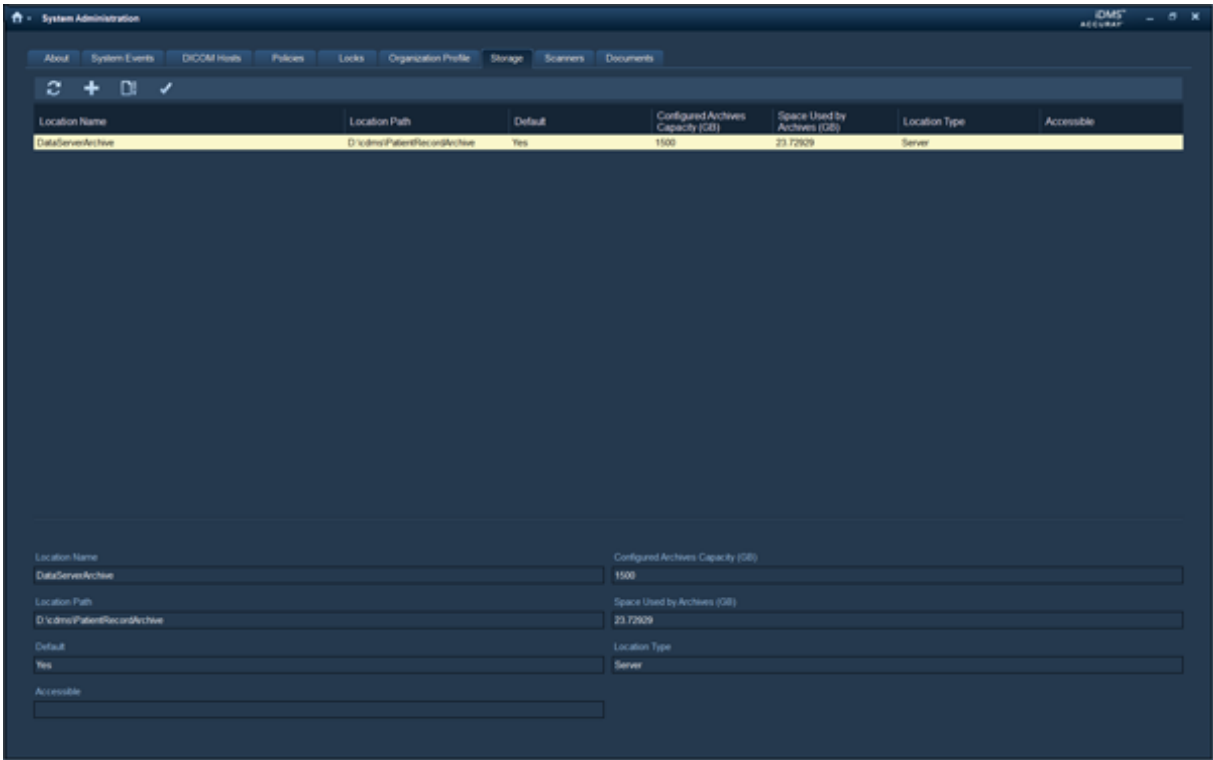 System Administration
iDMS™
ACCURAY
About System Events DICOM Hosts Policies Locks Organization Profile Storage Scanners Documents
Location Name Location Path Default Configured Archives Capacity (GB) Space Used by Archives (GB) Location Type Accessible
DataServerArchive D:\cdms\PatientRecordArchive Yes 1500 23.72929 Server
Location Name Configured Archives Capacity (GB)
DataServerArchive 1500
Location Path Space Used by Archives (GB)
D:\cdms\PatientRecordArchive 23.72929
Default Location Type
Yes Server
Accessible